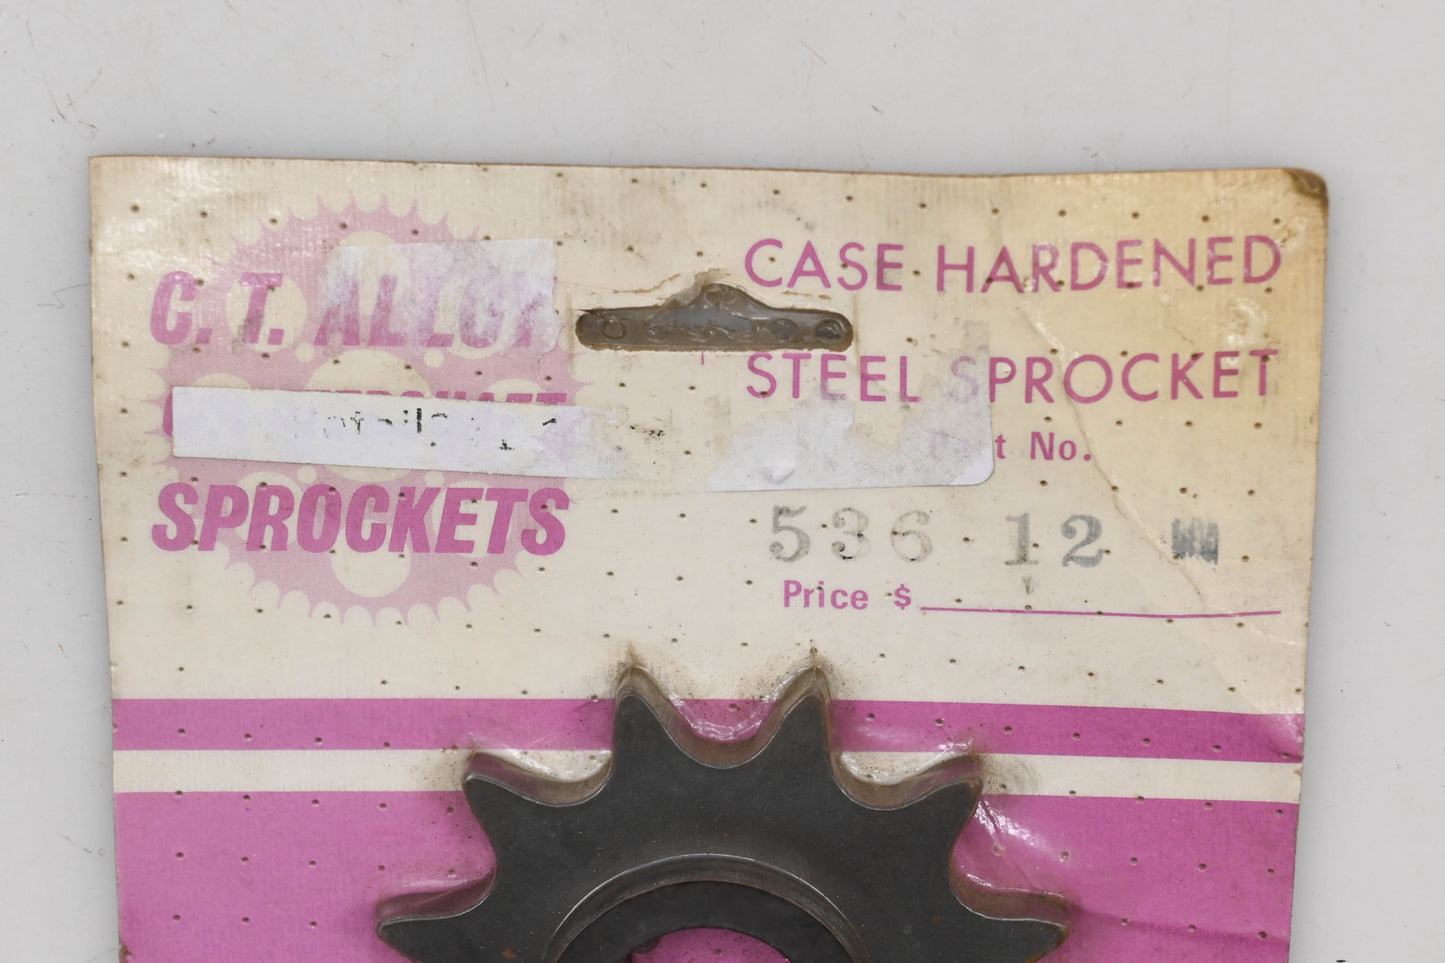 C. T. ALLOY
SPROCKETS
CASE HARDENED
STEEL SPROCKET
No.
536 12
Price $